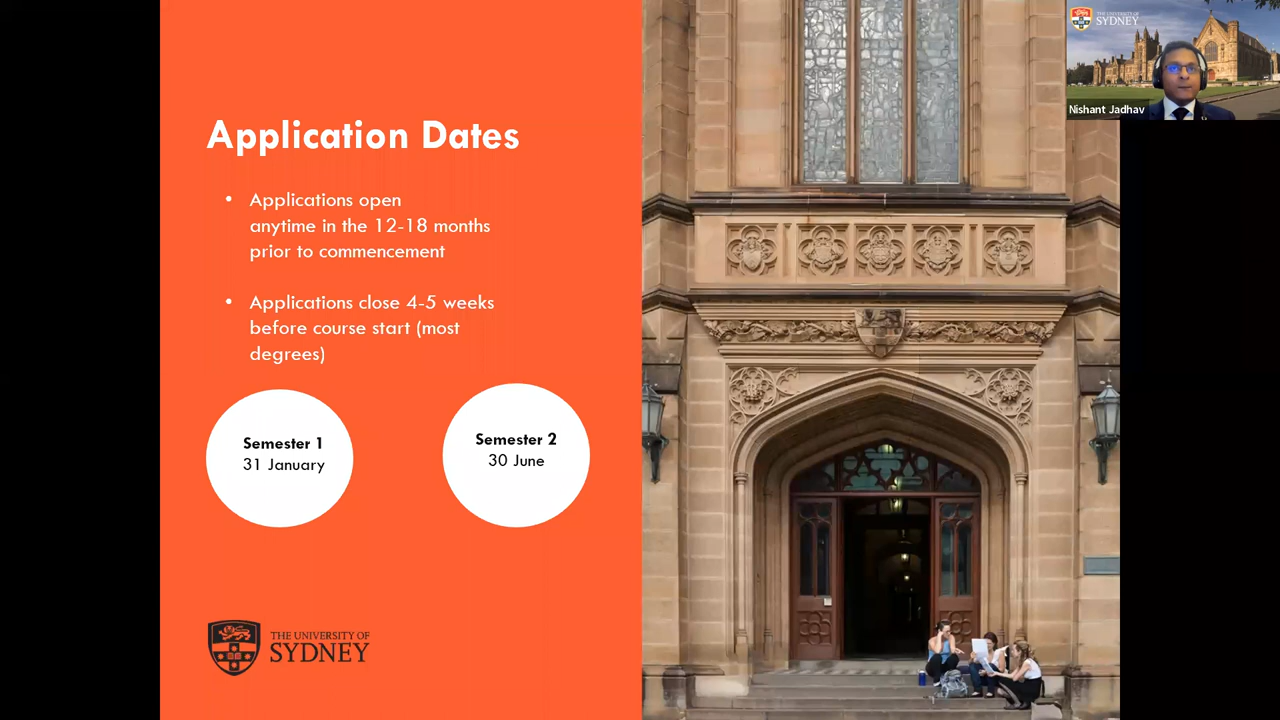 Application Dates
• Applications open
anytime in the 12-18 months
prior to commencement
• Applications close 4-5 weeks
before course start (most
degrees)
Semester 1
31 January
Semester 2
30 June
THE UNIVERSITY OF
SYDNEY
THE UNIVERSITY OF
SYDNEY
Nishant Jadhav